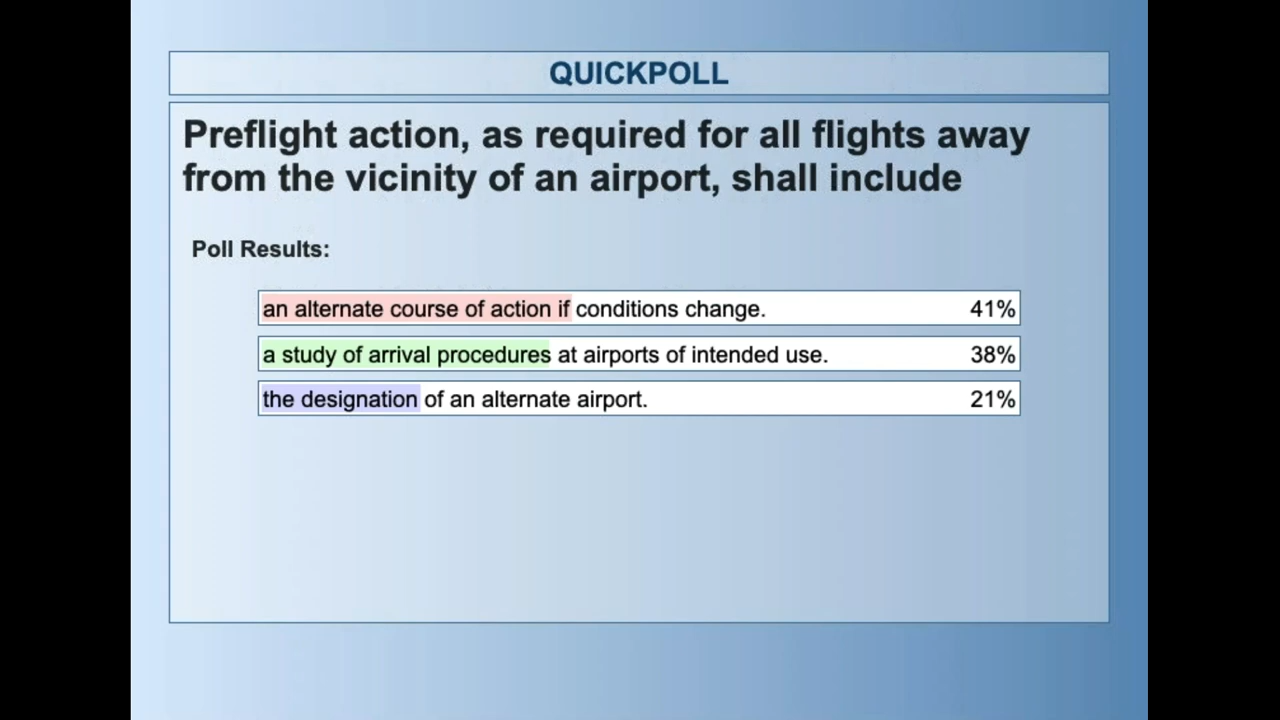 QUICKPOLL
Preflight action, as required for all flights away
from the vicinity of an airport, shall include
Poll Results:
an alternate course of action if conditions change. 41%
a study of arrival procedures at airports of intended use. 38%
the designation of an alternate airport. 21%